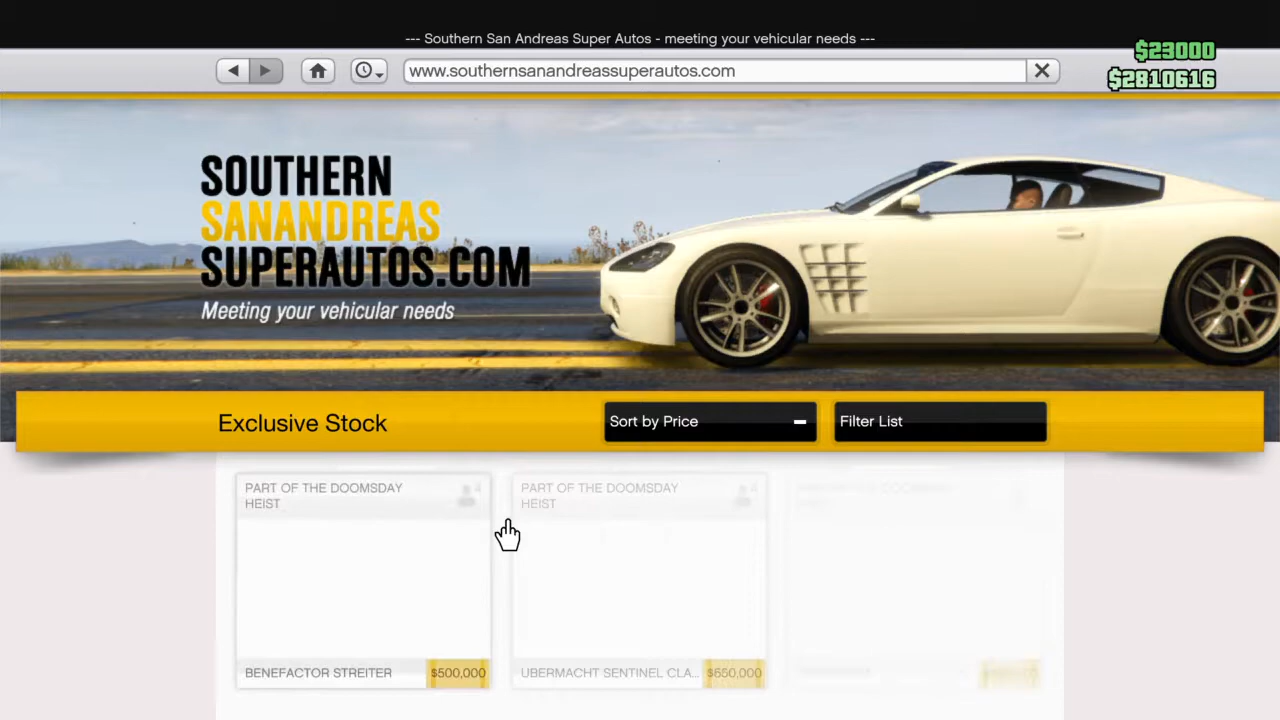 --- Southern San Andreas Super Autos - meeting your vehicular needs ---
$23000
www.southernsanandreassuperautos.com
$2810616
SOUTHERN
SANANDREAS
SUPERAUTOS.COM
Meeting your vehicular needs
Exclusive Stock
Sort by Price
Filter List
PART OF THE DOOMSDAY
HEIST
4
PART OF THE DOOMSDAY
HEIST
4
BENEFACTOR STREITER
$500,000
UBERMACHT SENTINEL CLA...
$650,000